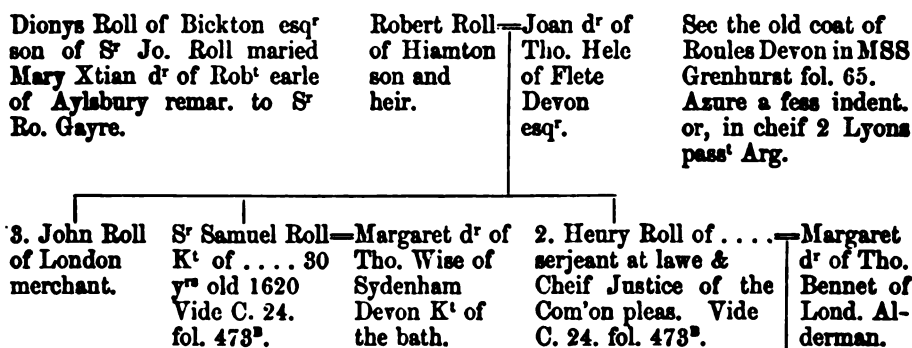 Dionys Roll of Bickton esqʳ
son of Sʳ Jo. Roll maried
Mary Xtian dʳ of Robᵗ earle
of Aylsbury remar. to Sʳ
Ro. Gayre.
Robert Roll=Joan dʳ of
of Hiamton Tho. Hele
son and of Flete
heir. Devon
esqʳ.
See the old coat of
Roules Devon in MSS
Grenhurst fol. 65.
Azure a fess indent.
or, in cheif 2 Lyons
passᵗ Arg.
3. John Roll
of London
merchant.
Sʳ Samuel Roll=Margaret dʳ of
Kᵗ of .... 30 Tho. Wise of
yʳˢ old 1620 Sydenham
Vide C. 24. Devon Kᵗ of
fol. 473ᴮ. the bath.
2. Henry Roll of ....=Margaret
serjeant at lawe & dʳ of Tho.
Cheif Justice of the Bennet of
Com'on pleas. Vide Lond. Al-
C. 24. fol. 473ᴮ. derman.